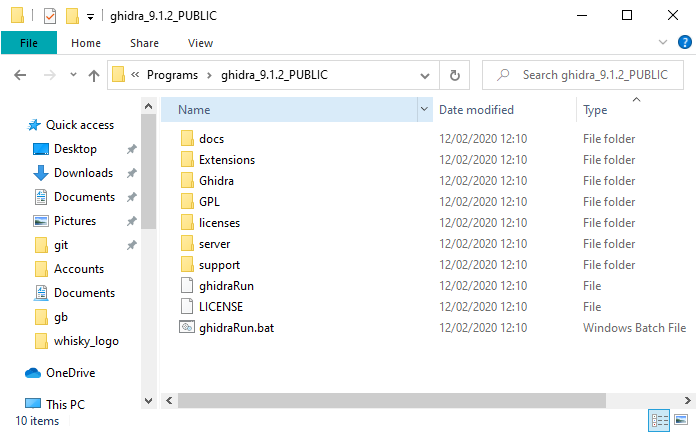 ghidra_9.1.2_PUBLIC
File Home Share View
Programs ghidra_9.1.2_PUBLIC Search ghidra_9.1.2_PUBLIC
Quick access
Desktop
Downloads
Documents
Pictures
git
Accounts
Documents
gb
whisky_logo
OneDrive
This PC
Name Date modified Type
docs 12/02/2020 12:10 File folder
Extensions 12/02/2020 12:10 File folder
Ghidra 12/02/2020 12:10 File folder
GPL 12/02/2020 12:10 File folder
licenses 12/02/2020 12:10 File folder
server 12/02/2020 12:10 File folder
support 12/02/2020 12:10 File folder
ghidraRun 12/02/2020 12:10 File
LICENSE 12/02/2020 12:10 File
ghidraRun.bat 12/02/2020 12:10 Windows Batch File
10 items